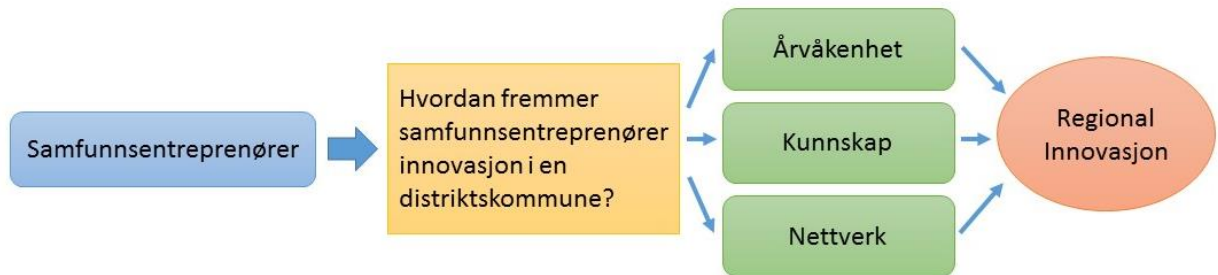 Samfunnsentreprenører
Hvordan fremmer
samfunnsentreprenører
innovasjon i en
distriktskommune?
Årvåkenhet
Kunnskap
Nettverk
Regional
Innovasjon